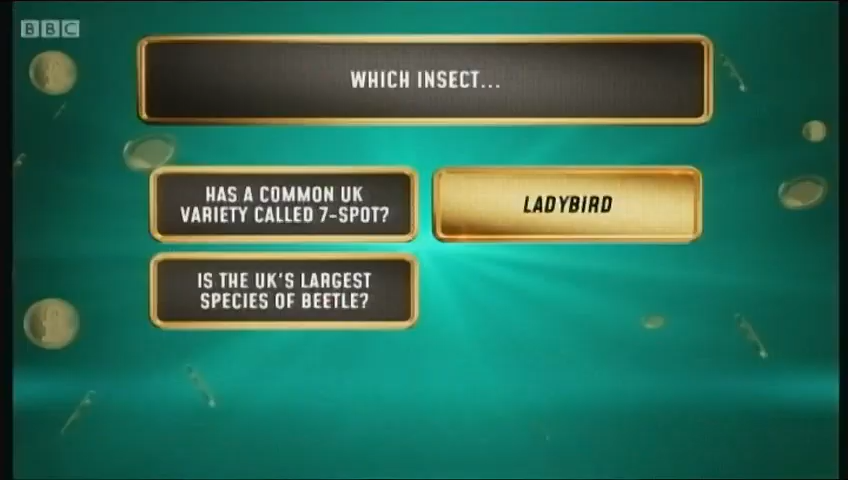 BBC
WHICH INSECT...
HAS A COMMON UK
VARIETY CALLED 7-SPOT?
LADYBIRD
IS THE UK'S LARGEST
SPECIES OF BEETLE?